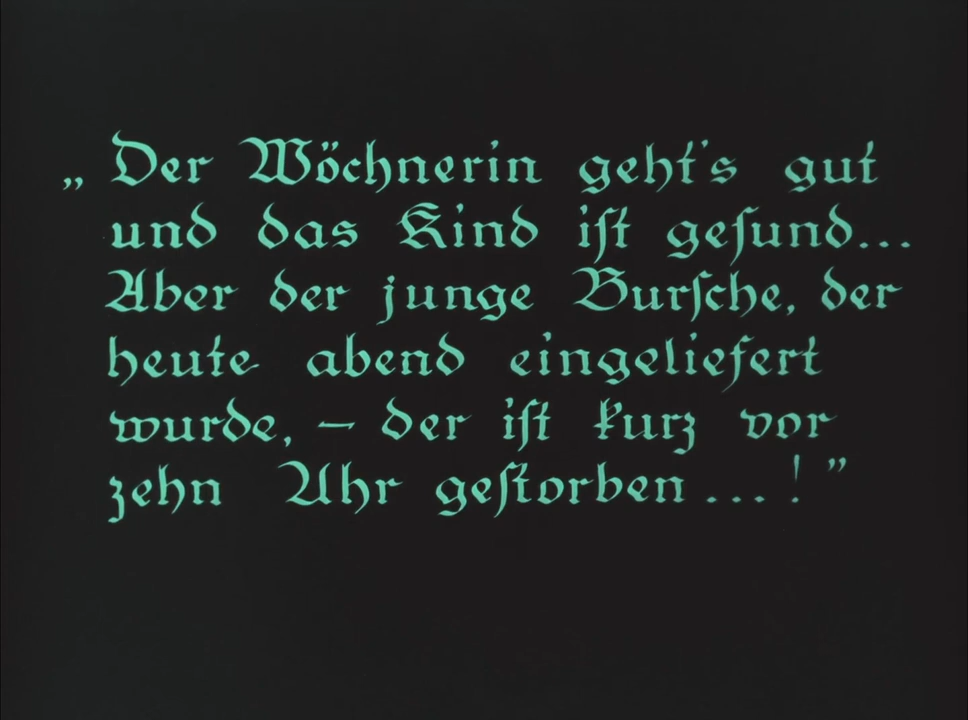 „Der Wöchnerin geht's gut
und das Kind ist gesund...
Aber der junge Bursche, der
heute abend eingeliefert
wurde, – der ist kurz vor
zehn Uhr gestorben...!”